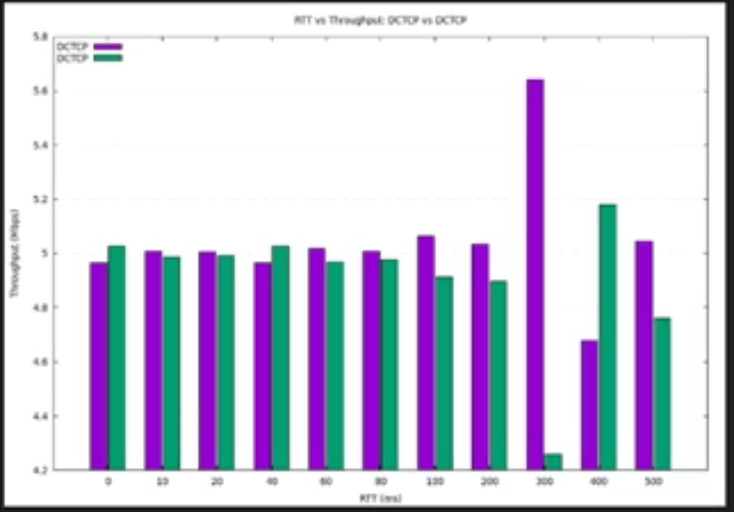 RTT vs Throughput: DCTCP vs DCTCP
DCTCP
DCTCP
5.8
5.6
5.4
5.2
5
4.8
4.6
4.4
4.2
Throughput (Mbps)
0 10 20 40 60 80 100 200 300 400 500
RTT (ms)